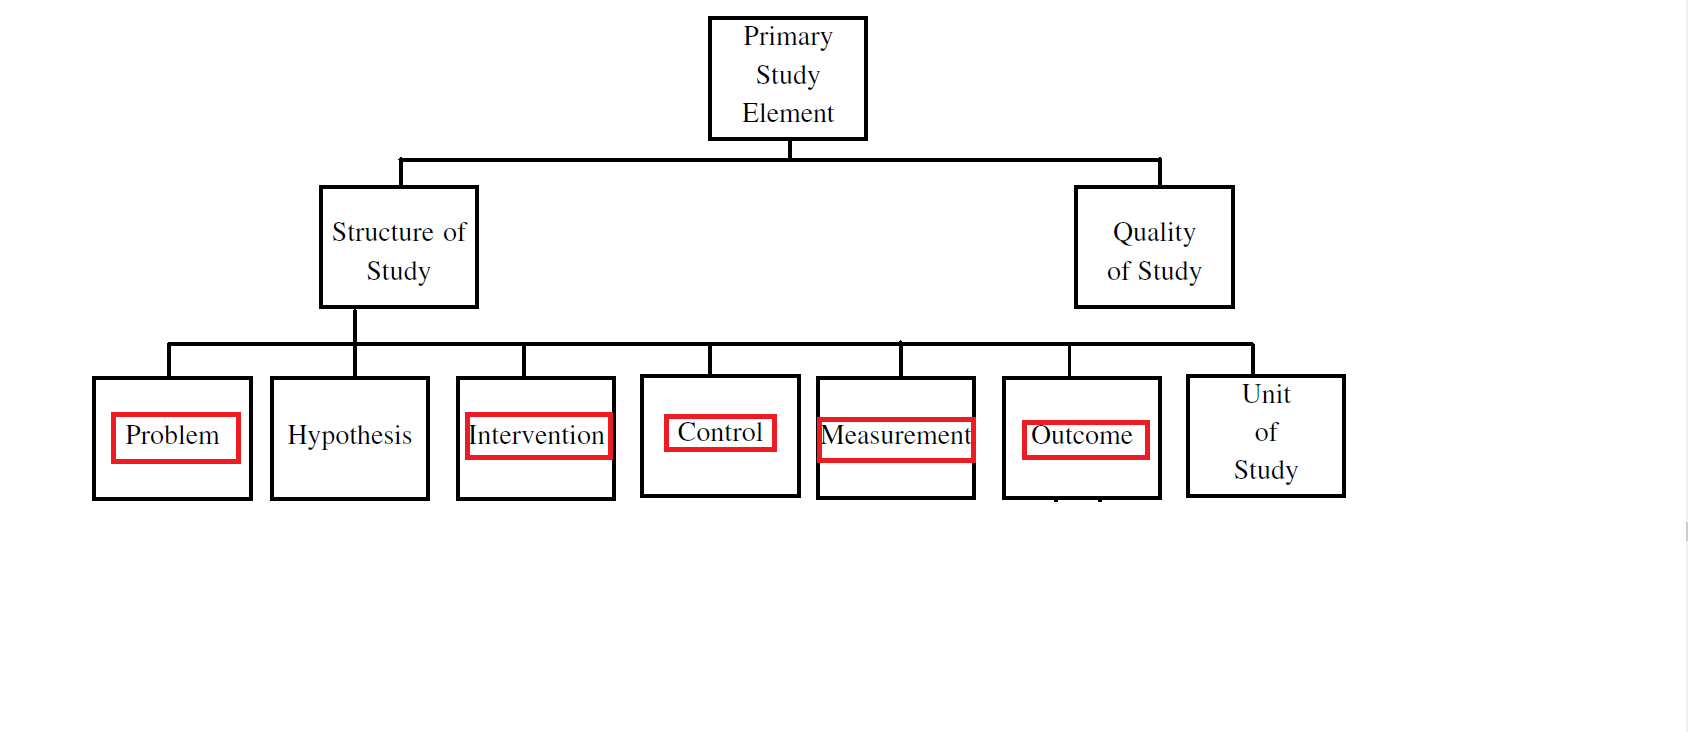 Primary
Study
Element
Structure of
Study
Quality
of Study
Problem
Hypothesis
Intervention
Control
Measurement
Outcome
Unit
of
Study